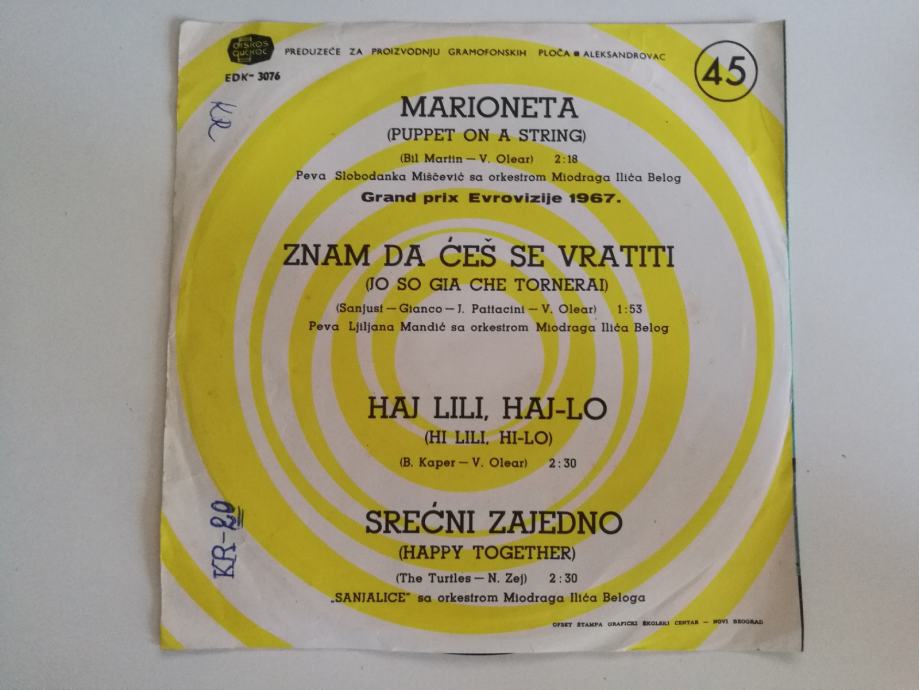 DISKOS
ДИСКОС
PREDUZEĆE ZA PROIZVODNJU GRAMOFONSKIH PLOČA ■ ALEKSANDROVAC
EDK- 3076
45
KR
MARIONETA
(PUPPET ON A STRING)
(Bil Martin — V. Olear) 2:18
Peva Slobodanka Miščević sa orkestrom Miodraga Ilića Belog
Grand prix Evrovizije 1967.
ZNAM DA ĆEŠ SE VRATITI
(JO SO GIA CHE TORNERAI)
(Sanjust — Gianco — J. Pattacini — V. Olear) 1:53
Peva Ljiljana Mandić sa orkestrom Miodraga Ilića Belog
HAJ LILI, HAJ-LO
(HI LILI, HI-LO)
(B. Kaper — V. Olear) 2:30
SREĆNI ZAJEDNO
(HAPPY TOGETHER)
(The Turtles — N. Zej) 2:30
„SANJALICE” sa orkestrom Miodraga Ilića Beloga
KR-20
OFSET ŠTAMPA GRAFIČKI ŠKOLSKI CENTAR — NOVI BEOGRAD